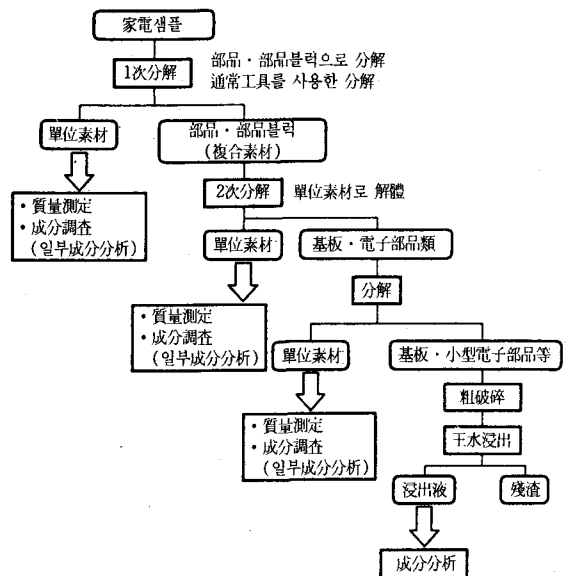 家電샘플
1次分解
部品・部品블럭으로 分解
通常工具를 사용한 分解
單位素材
部品・部品블럭
(複合素材)
・質量測定
・成分調査
(일부成分分析)
2次分解
單位素材로 解體
單位素材
基板・電子部品類
・質量測定
・成分調査
(일부成分分析)
分解
單位素材
基板・小型電子部品等
・質量測定
・成分調査
(일부成分分析)
粗破碎
王水浸出
浸出液
殘渣
成分分析